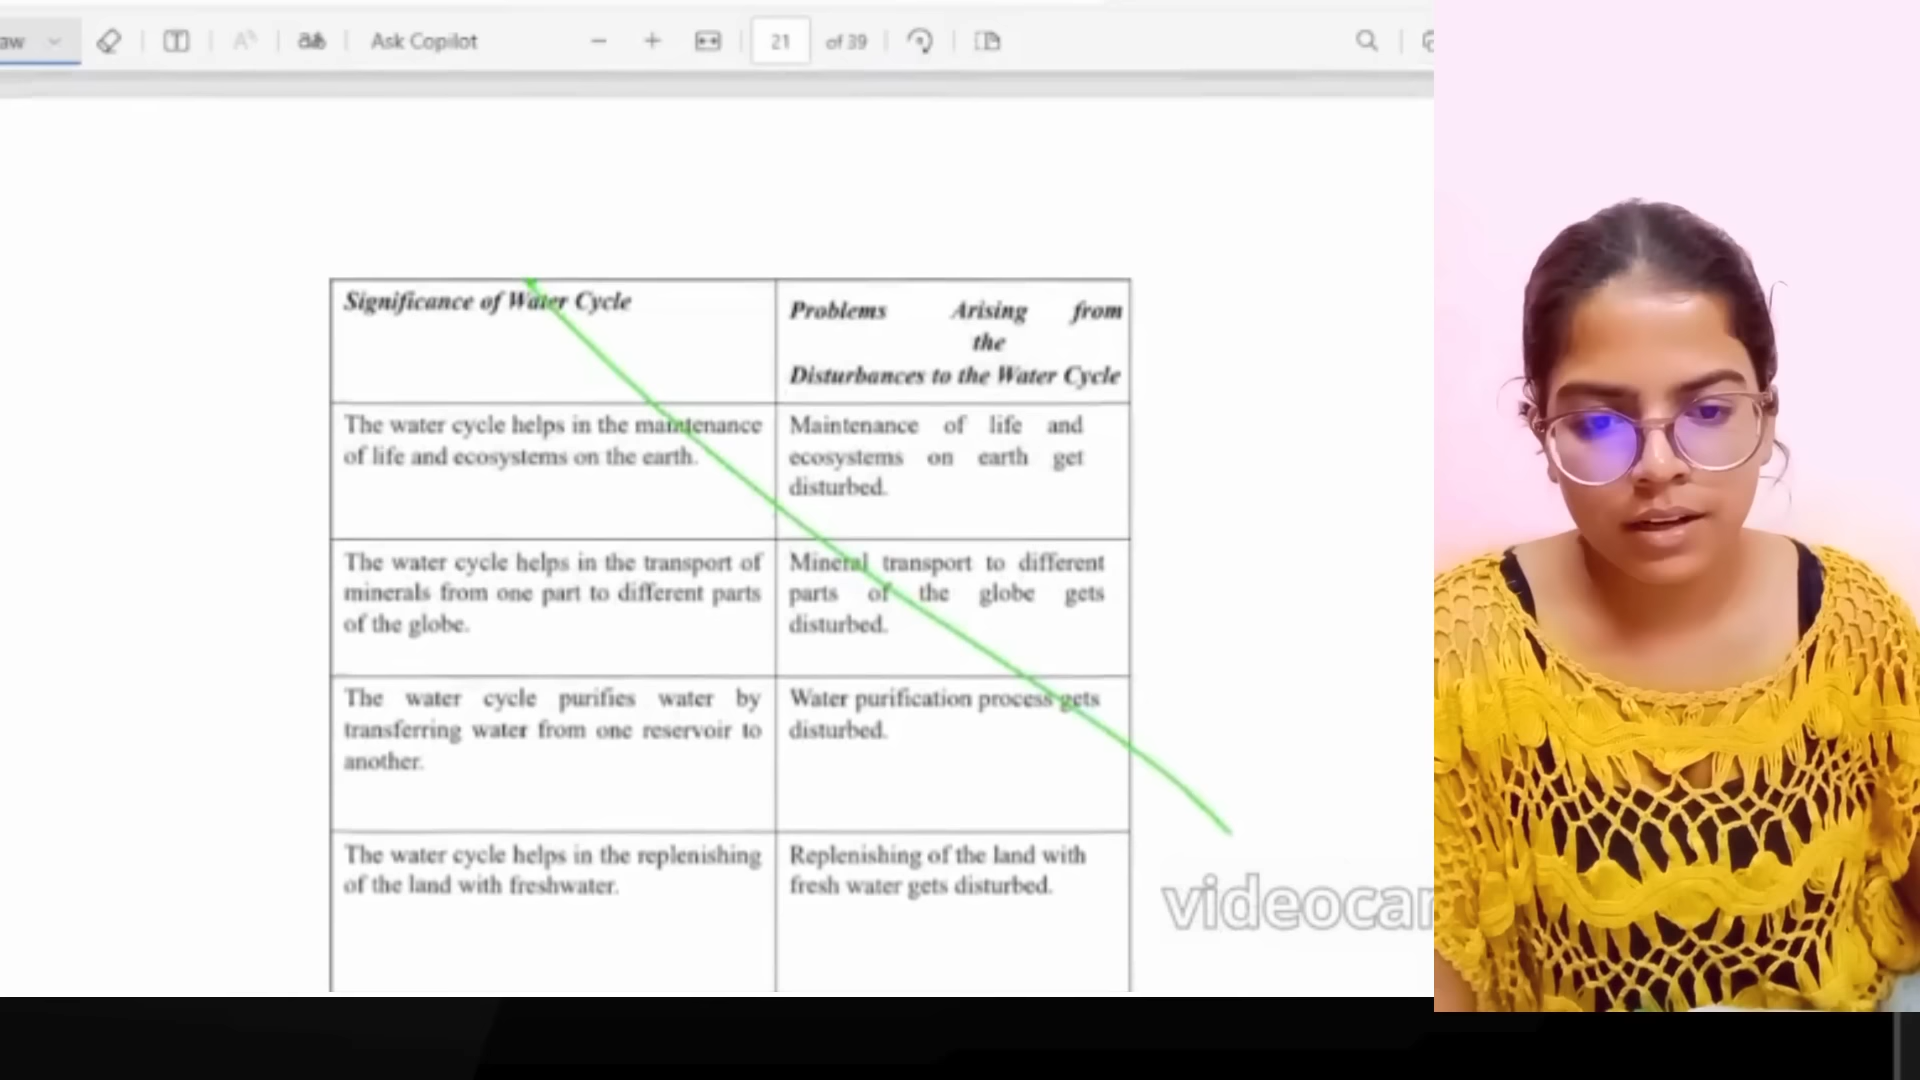 aw
Ask Copilot
21 of 39
Significance of Water Cycle
Problems Arising from
the
Disturbances to the Water Cycle
The water cycle helps in the maintenance
of life and ecosystems on the earth.
Maintenance of life and
ecosystems on earth get
disturbed.
The water cycle helps in the transport of
minerals from one part to different parts
of the globe.
Mineral transport to different
parts of the globe gets
disturbed.
The water cycle purifies water by
transferring water from one reservoir to
another.
Water purification process gets
disturbed.
The water cycle helps in the replenishing
of the land with freshwater.
Replenishing of the land with
fresh water gets disturbed.
videocan